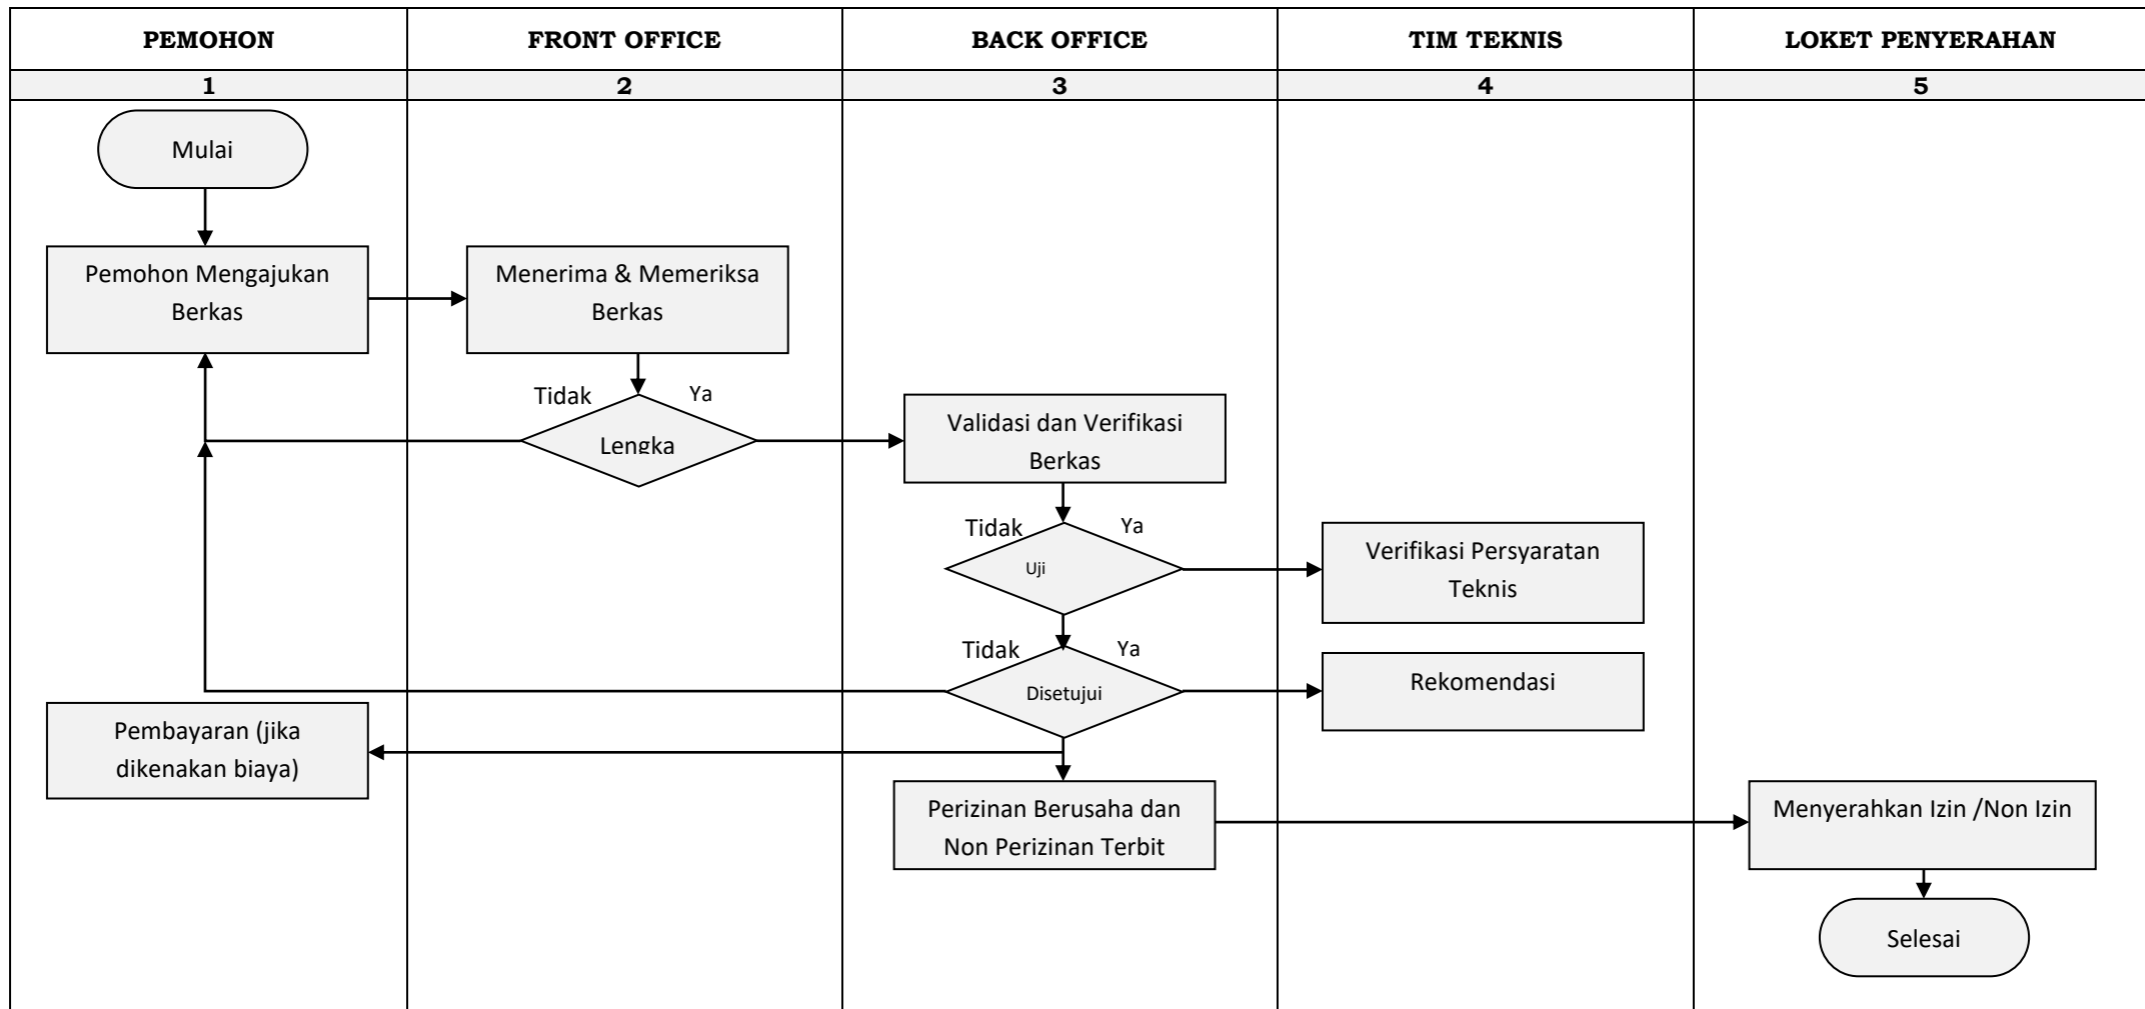 PEMOHON
FRONT OFFICE
BACK OFFICE
TIM TEKNIS
LOKET PENYERAHAN
1
2
3
4
5
Mulai
Pemohon Mengajukan
Berkas
Menerima & Memeriksa
Berkas
Tidak
Ya
Lengka
Validasi dan Verifikasi
Berkas
Tidak
Ya
Uji
Verifikasi Persyaratan
Teknis
Tidak
Ya
Disetujui
Rekomendasi
Pembayaran (jika
dikenakan biaya)
Perizinan Berusaha dan
Non Perizinan Terbit
Menyerahkan Izin /Non Izin
Selesai